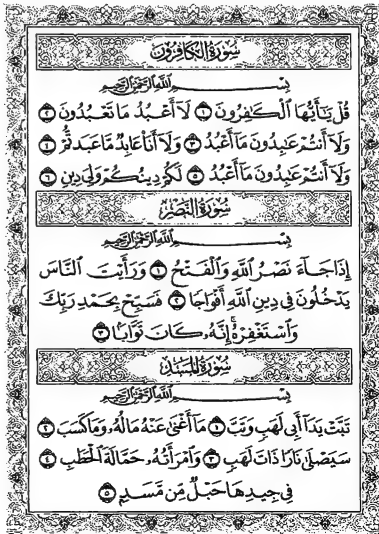 سُورَةُ الكَافِرُونَ
بِسْمِ اللَّهِ الرَّحْمَٰنِ الرَّحِيمِ
قُلْ يَٰٓأَيُّهَا ٱلْكَٰفِرُونَ ١ لَآ أَعْبُدُ مَا تَعْبُدُونَ ٢
وَلَآ أَنتُمْ عَٰبِدُونَ مَآ أَعْبُدُ ٣ وَلَآ أَنَا۠ عَابِدٌ مَّا عَبَدتُّمْ ٤
وَلَآ أَنتُمْ عَٰبِدُونَ مَآ أَعْبُدُ ٥ لَكُمْ دِينُكُمْ وَلِيَ دِينِ ٦
سُورَةُ النَّصْرِ
بِسْمِ اللَّهِ الرَّحْمَٰنِ الرَّحِيمِ
إِذَا جَآءَ نَصْرُ ٱللَّهِ وَٱلْفَتْحُ ١ وَرَأَيْتَ ٱلنَّاسَ
يَدْخُلُونَ فِي دِينِ ٱللَّهِ أَفْوَاجًا ٢ فَسَبِّحْ بِحَمْدِ رَبِّكَ
وَٱسْتَغْفِرْهُ ۚ إِنَّهُۥ كَانَ تَوَّابًۢا ٣
سُورَةُ المَسَدِ
بِسْمِ اللَّهِ الرَّحْمَٰنِ الرَّحِيمِ
تَبَّتْ يَدَآ أَبِي لَهَبٍ وَتَبَّ ١ مَآ أَغْنَىٰ عَنْهُ مَالُهُۥ وَمَا كَسَبَ ٢
سَيَصْلَىٰ نَارًا ذَاتَ لَهَبٍ ٣ وَٱمْرَأَتُهُۥ حَمَّالَةَ ٱلْحَطَبِ ٤
فِي جِيدِهَا حَبْلٌ مِّن مَّسَدٍۭ ٥